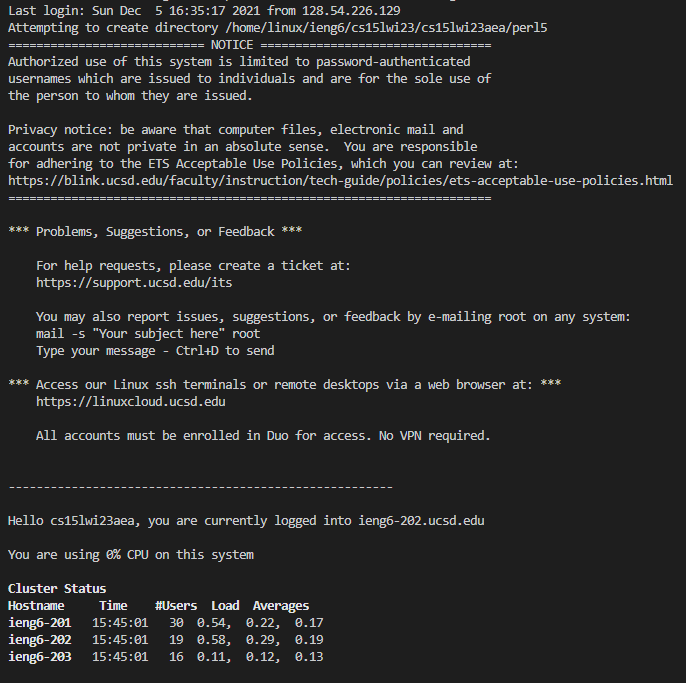 Last login: Sun Dec  5 16:35:17 2021 from 128.54.226.129
Attempting to create directory /home/linux/ieng6/cs15lwi23/cs15lwi23aea/perl5
============================ NOTICE =================================
Authorized use of this system is limited to password-authenticated
usernames which are issued to individuals and are for the sole use of
the person to whom they are issued.

Privacy notice: be aware that computer files, electronic mail and
accounts are not private in an absolute sense.  You are responsible
for adhering to the ETS Acceptable Use Policies, which you can review at:
https://blink.ucsd.edu/faculty/instruction/tech-guide/policies/ets-acceptable-use-policies.html
=====================================================================

*** Problems, Suggestions, or Feedback ***

    For help requests, please create a ticket at:
    https://support.ucsd.edu/its

    You may also report issues, suggestions, or feedback by e-mailing root on any system:
    mail -s "Your subject here" root
    Type your message - Ctrl+D to send

*** Access our Linux ssh terminals or remote desktops via a web browser at: ***
    https://linuxcloud.ucsd.edu

    All accounts must be enrolled in Duo for access. No VPN required.


-------------------------------------------------------

Hello cs15lwi23aea, you are currently logged into ieng6-202.ucsd.edu

You are using 0% CPU on this system

Cluster Status
Hostname     Time    #Users  Load  Averages
ieng6-201   15:45:01   30  0.54,  0.22,  0.17
ieng6-202   15:45:01   19  0.58,  0.29,  0.19
ieng6-203   15:45:01   16  0.11,  0.12,  0.13